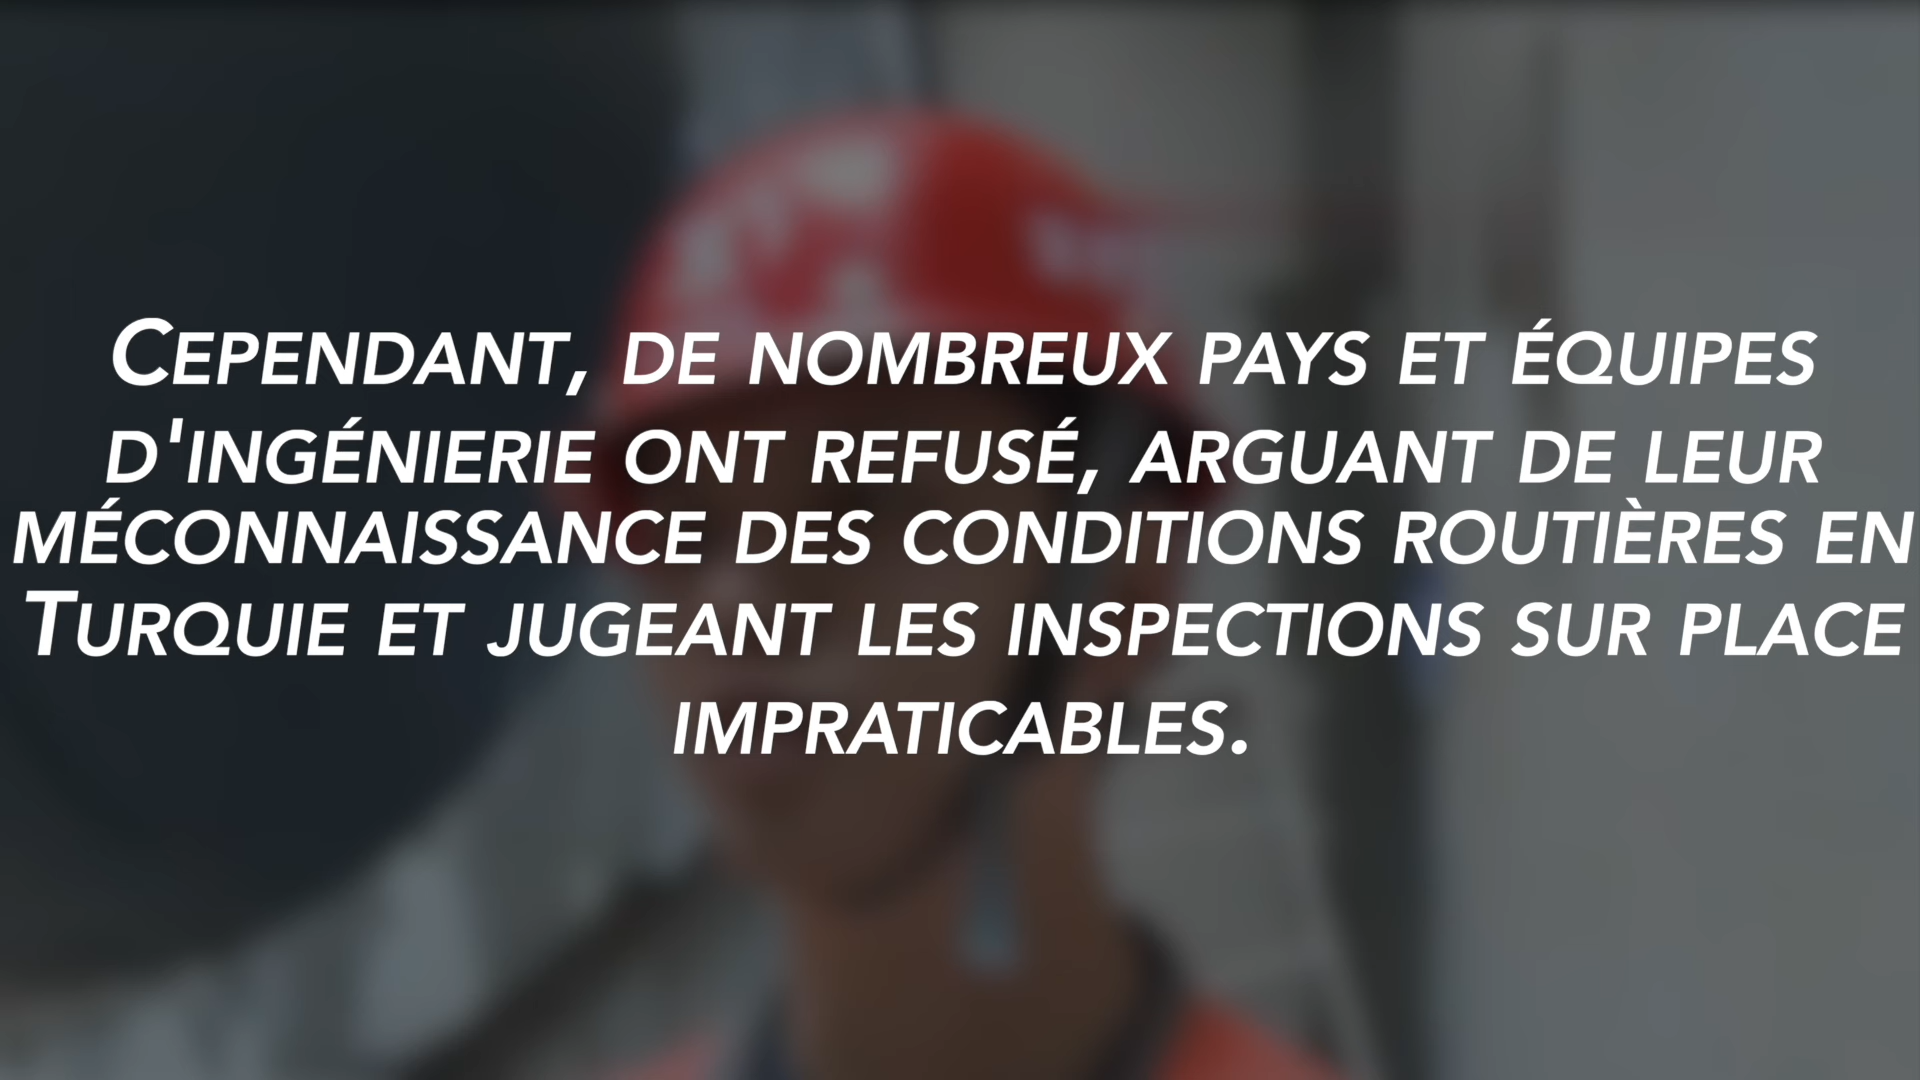 Cependant, de nombreux pays et équipes
d'ingénierie ont refusé, arguant de leur
méconnaissance des conditions routières en
Turquie et jugeant les inspections sur place
impraticables.